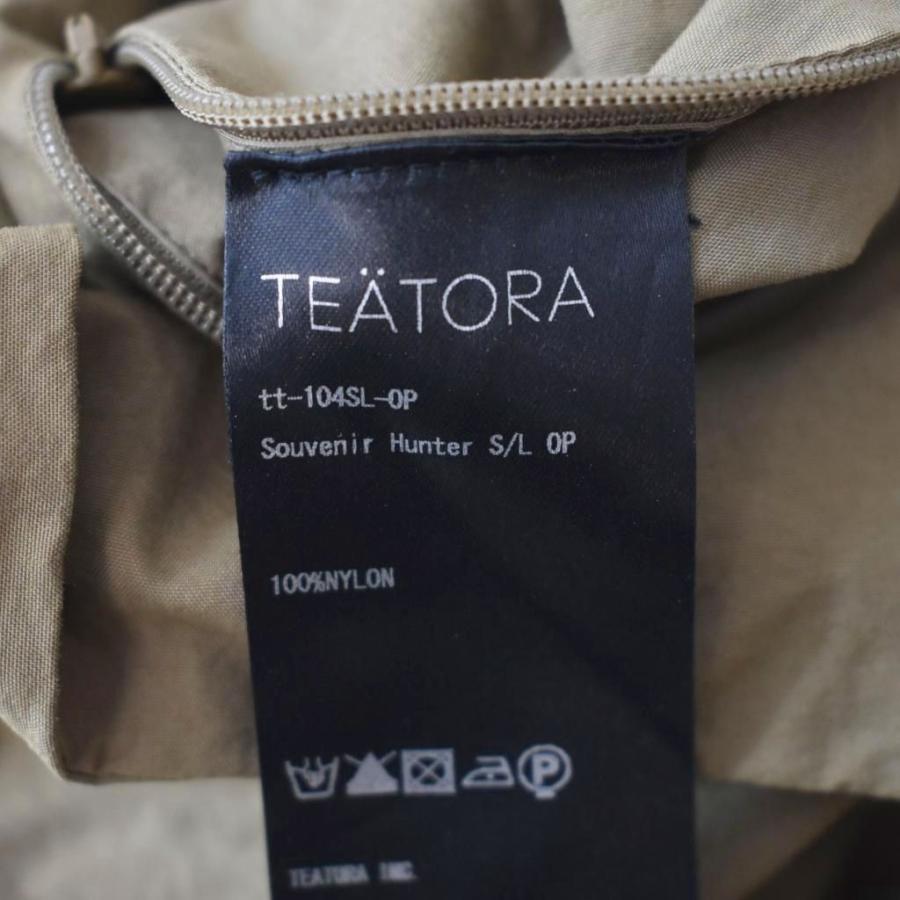 TEÄTORA
tt-104SL-OP
Souvenir Hunter S/L OP
100%NYLON
P
TEATORA INC.